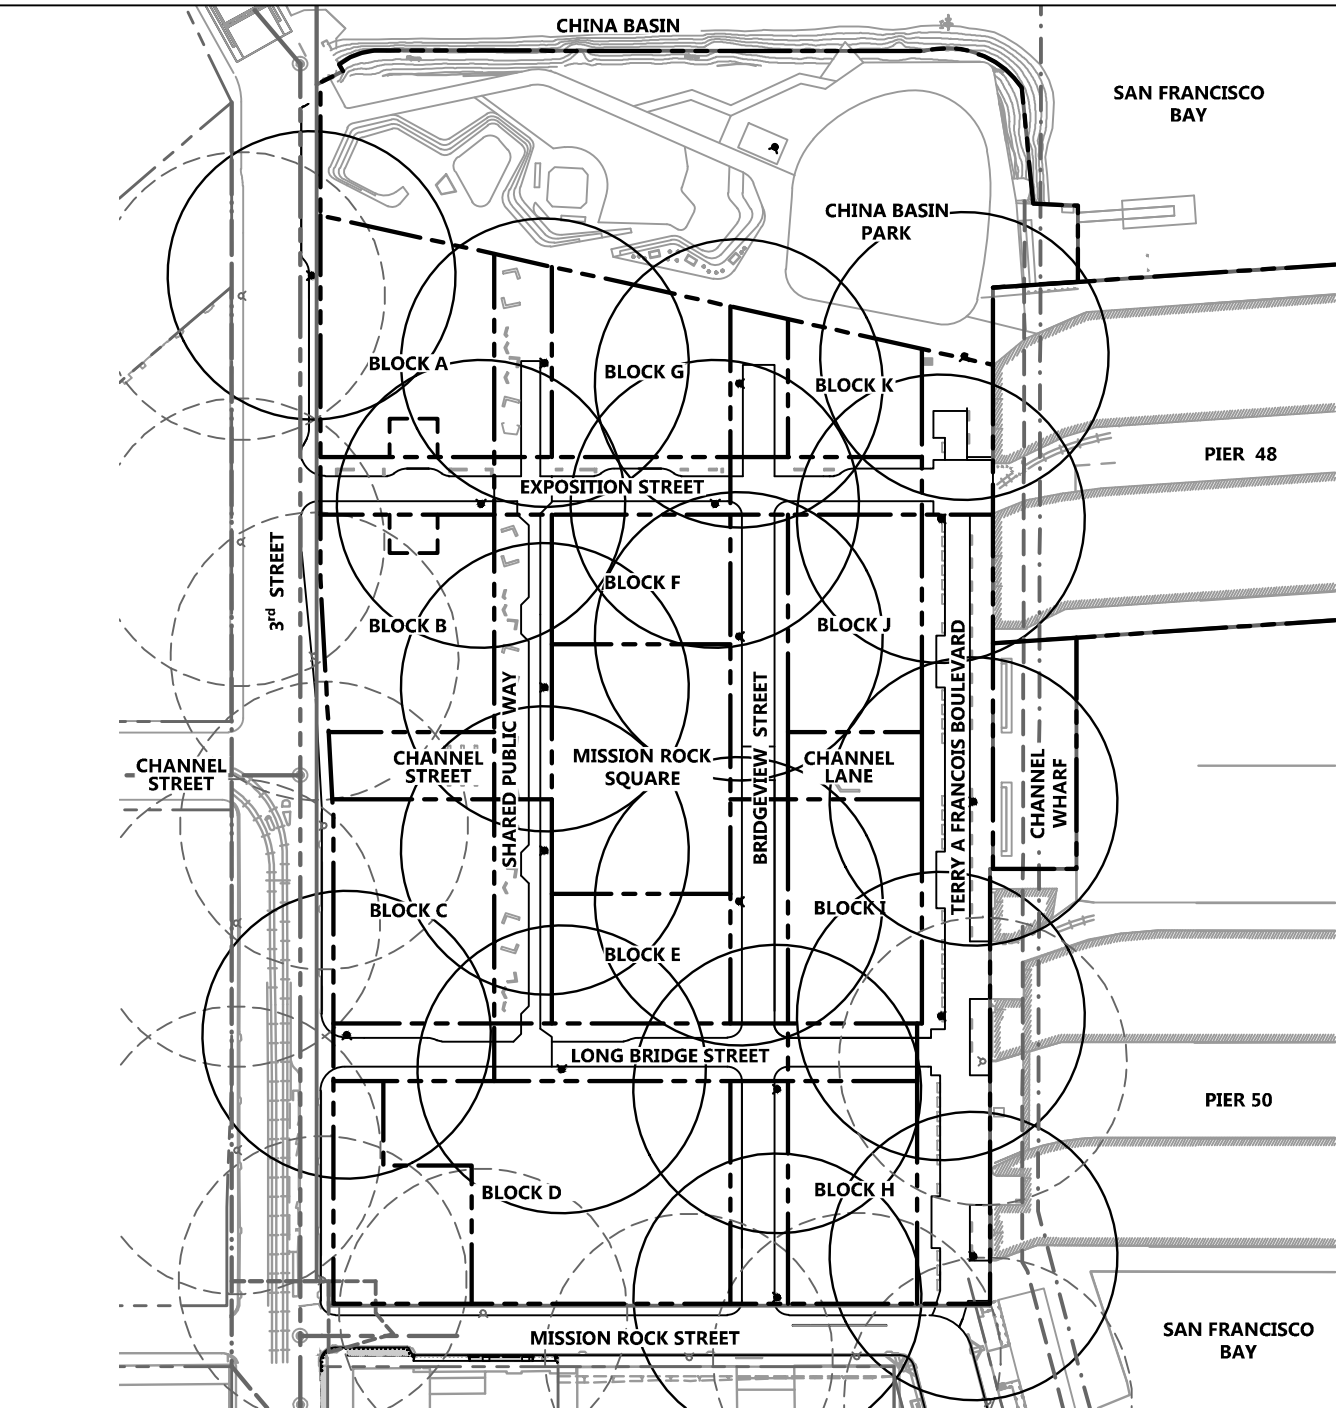 CHINA BASIN
SAN FRANCISCO
BAY
CHINA BASIN
PARK
BLOCK A
BLOCK G
BLOCK K
PIER 48
EXPOSITION STREET
3rd STREET
BLOCK F
BLOCK B
BLOCK J
SHARED PUBLIC WAY
BRIDGEVIEW STREET
TERRY A FRANCOIS BOULEVARD
CHANNEL
STREET
CHANNEL
STREET
MISSION ROCK
SQUARE
CHANNEL
LANE
CHANNEL
WHARF
BLOCK C
BLOCK I
BLOCK E
LONG BRIDGE STREET
PIER 50
BLOCK D
BLOCK H
MISSION ROCK STREET
SAN FRANCISCO
BAY